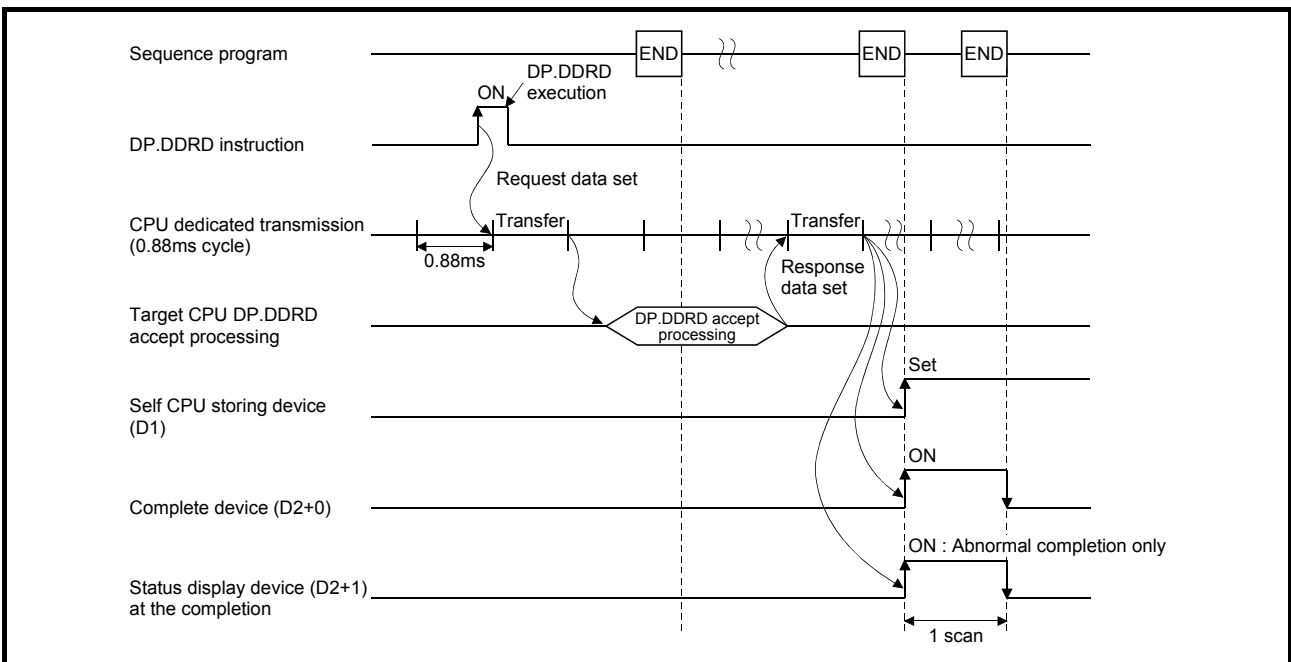 Sequence program
END
END
END
DP.DDRD
execution
ON
DP.DDRD instruction
Request data set
CPU dedicated transmission
(0.88ms cycle)
Transfer
Transfer
0.88ms
Response
data set
Target CPU DP.DDRD
accept processing
DP.DDRD accept
processing
Set
Self CPU storing device
(D1)
ON
Complete device (D2+0)
ON : Abnormal completion only
Status display device (D2+1)
at the completion
1 scan